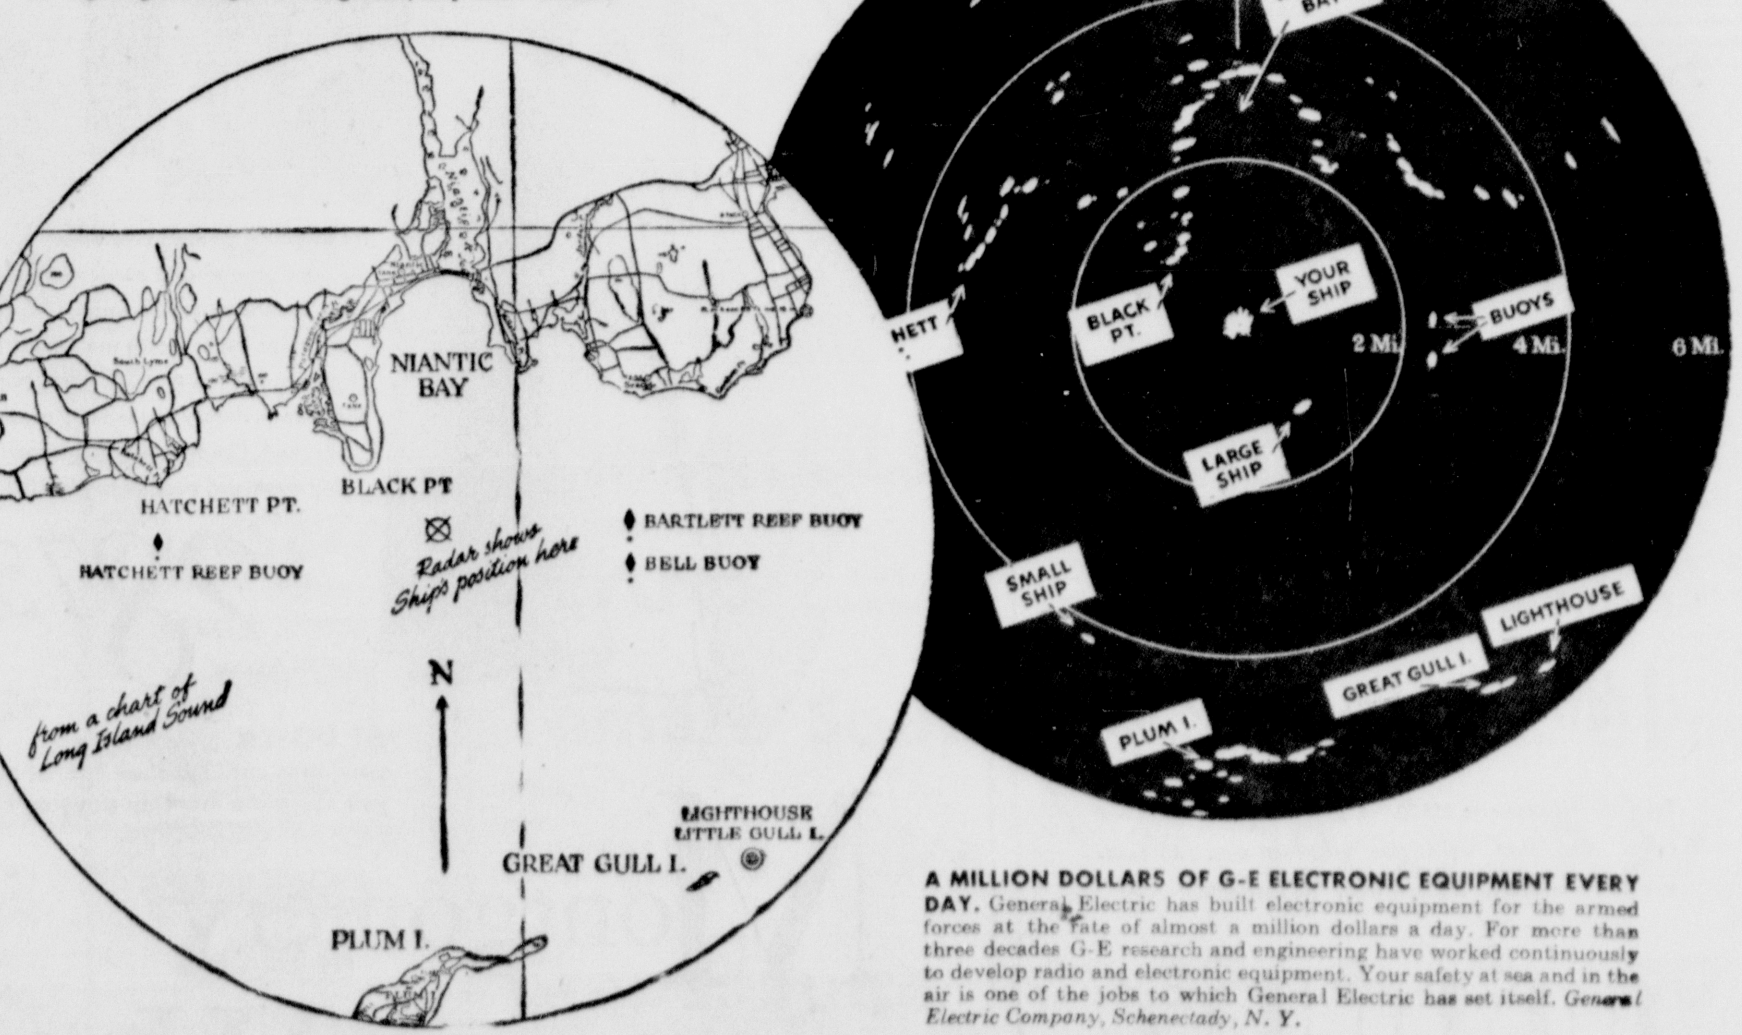 NIANTIC
BAY
HATCHETT PT.
BLACK PT
HATCHETT REEF BUOY
Radar shows
Ship's position here
BARTLETT REEF BUOY
BELL BUOY
N
from a chart of
Long Island Sound
LIGHTHOUSE
LITTLE GULL I.
GREAT GULL I.
PLUM I.
BAY
HETT
BLACK
PT.
YOUR
SHIP
BUOYS
2 Mi.
4 Mi.
6 Mi.
LARGE
SHIP
SMALL
SHIP
LIGHTHOUSE
GREAT GULL I.
PLUM I.
A MILLION DOLLARS OF G-E ELECTRONIC EQUIPMENT EVERY
DAY. General Electric has built electronic equipment for the armed
forces at the rate of almost a million dollars a day. For more than
three decades G-E research and engineering have worked continuously
to develop radio and electronic equipment. Your safety at sea and in the
air is one of the jobs to which General Electric has set itself. General
Electric Company, Schenectady, N. Y.